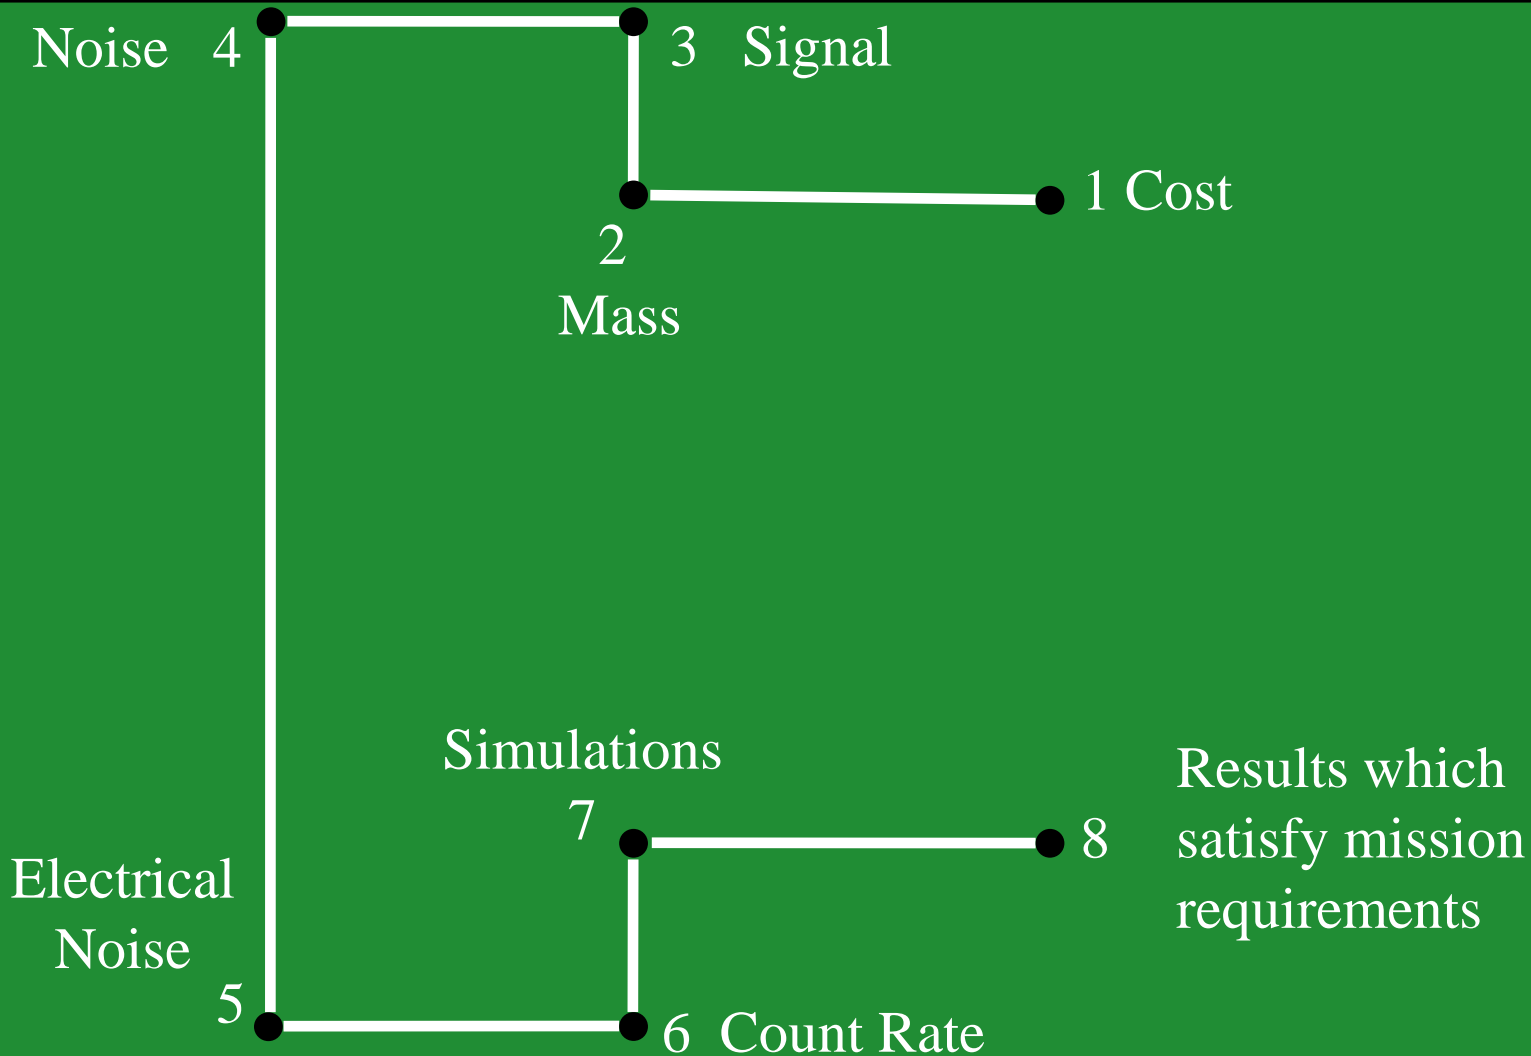 Noise 4
3 Signal
1 Cost
2
Mass
Simulations
7
8
Results which
satisfy mission
requirements
Electrical
Noise
5
6 Count Rate